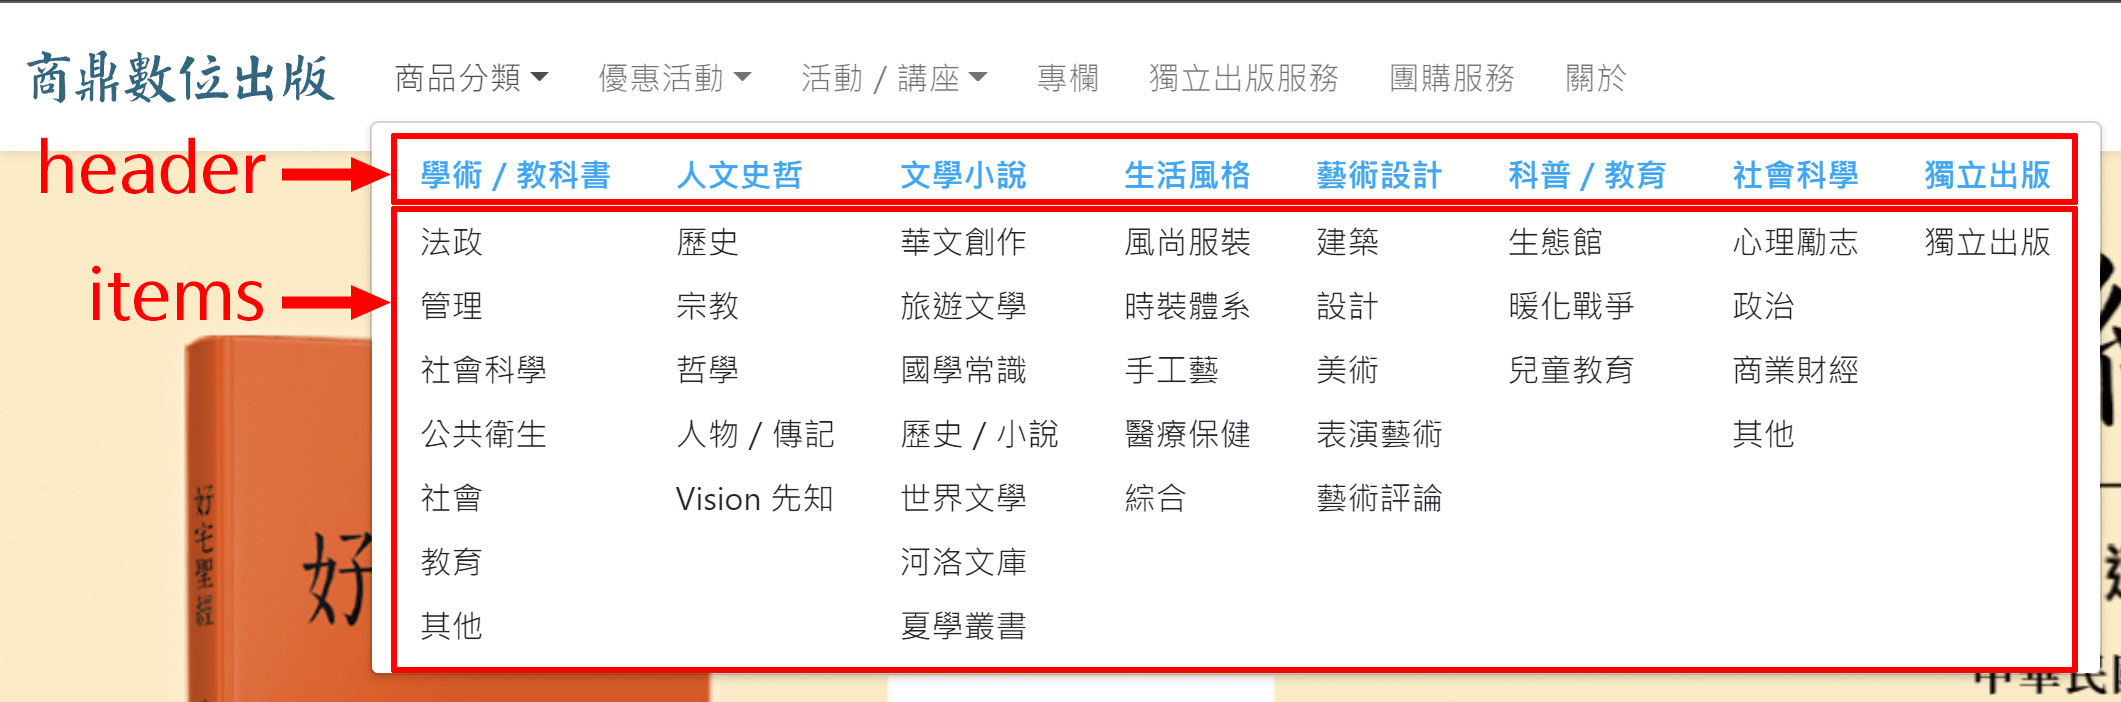 商鼎數位出版 商品分類 優惠活動 活動 / 講座 專欄 獨立出版服務 團購服務 關於
header
學術 / 教科書 人文史哲 文學小說 生活風格 藝術設計 科普 / 教育 社會科學 獨立出版
items
法政 歷史 華文創作 風尚服裝 建築 生態館 心理勵志 獨立出版
管理 宗教 旅遊文學 時裝體系 設計 暖化戰爭 政治
社會科學 哲學 國學常識 手工藝 美術 兒童教育 商業財經
公共衛生 人物 / 傳記 歷史 / 小說 醫療保健 表演藝術 其他
社會 Vision 先知 世界文學 綜合 藝術評論
教育 河洛文庫
其他 夏學叢書
好宅聖經
好
中華民國